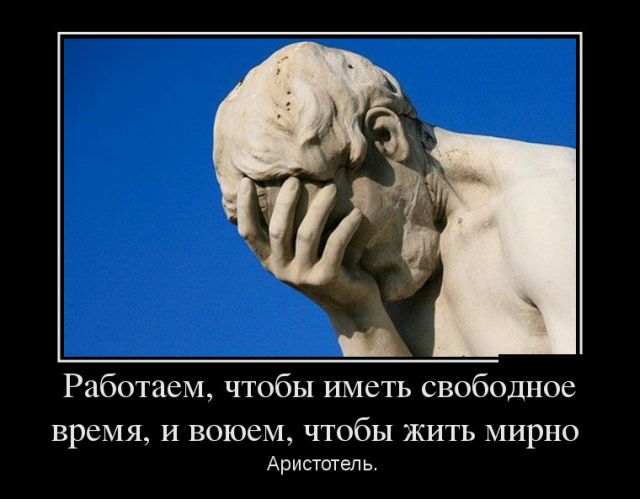 Работаем, чтобы иметь свободное
время, и воюем, чтобы жить мирно
Аристотель.